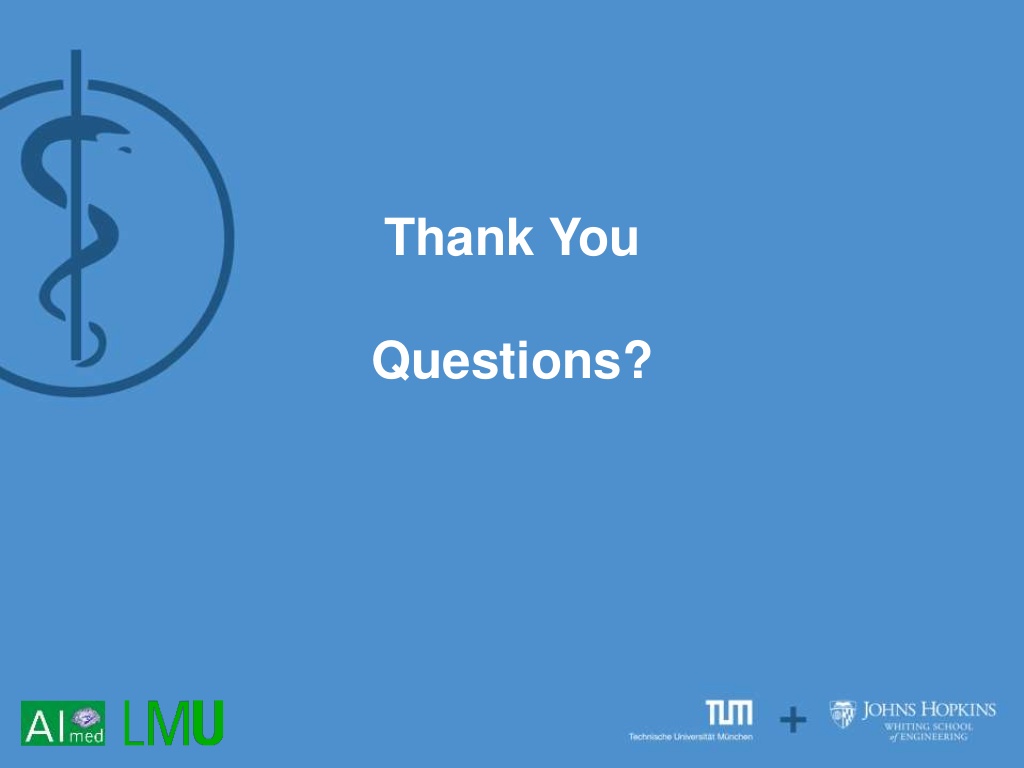 Thank You
Questions?
AI med
LMU
TUM
Technische Universität München
+
JOHNS HOPKINS
WHITING SCHOOL
of ENGINEERING